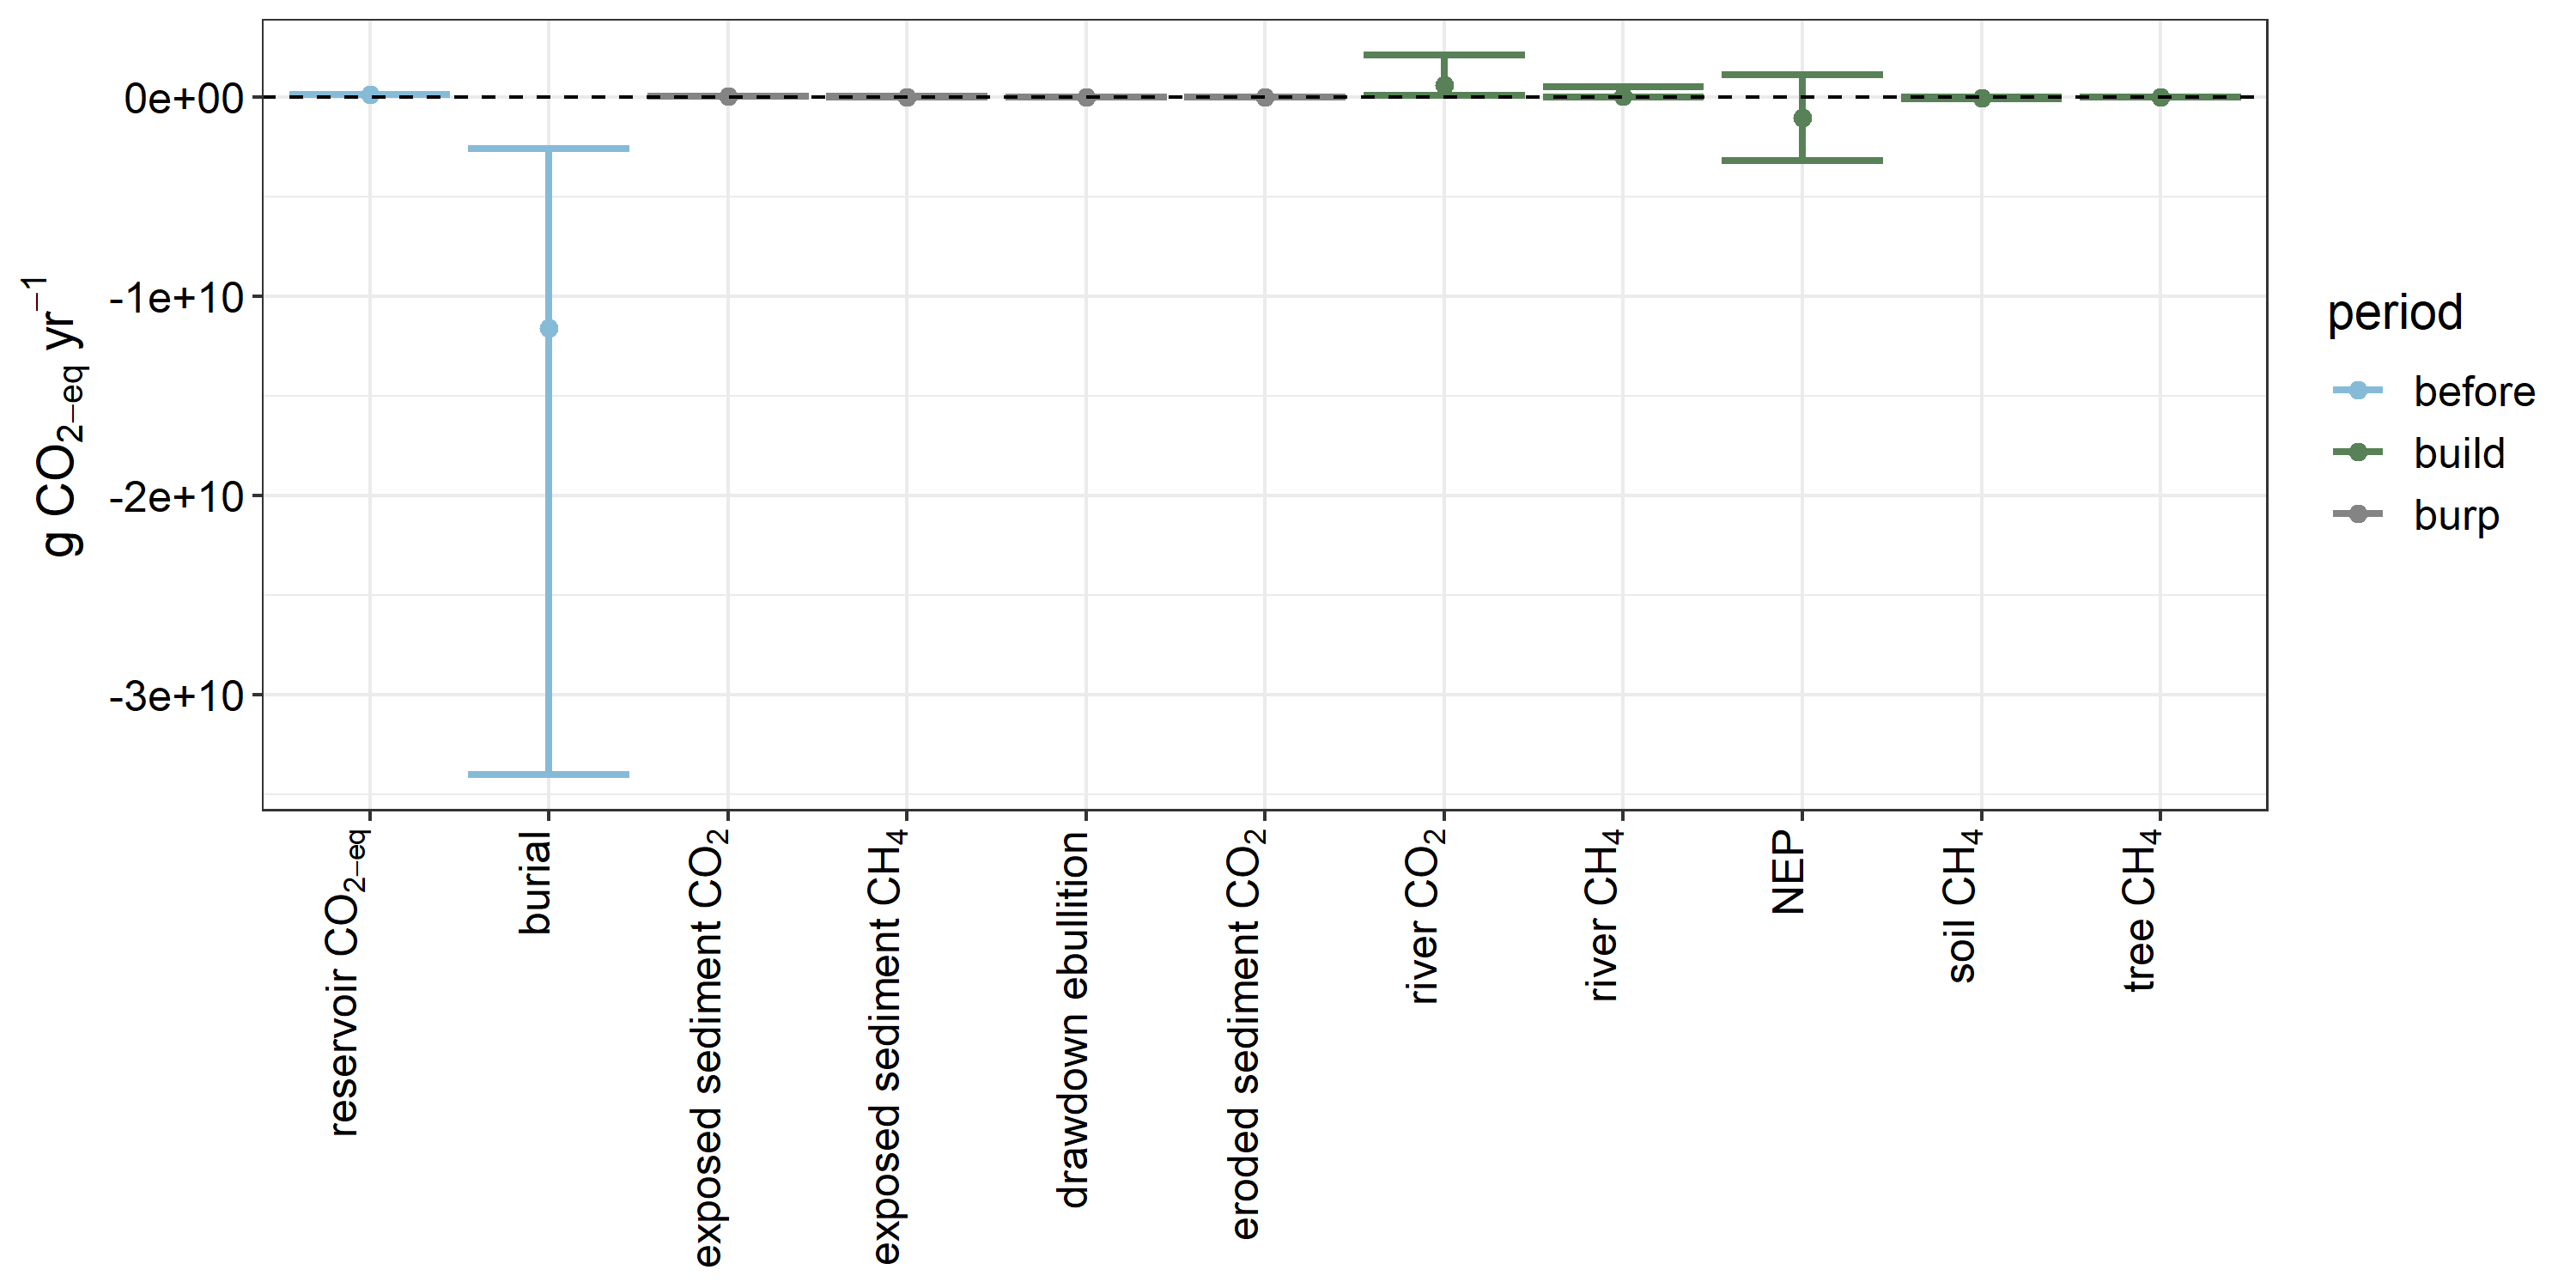 g CO₂₋eq yr⁻¹
0e+00
-1e+10
-2e+10
-3e+10
reservoir CO₂₋eq
burial
exposed sediment CO₂
exposed sediment CH₄
drawdown ebullition
eroded sediment CO₂
river CO₂
river CH₄
NEP
soil CH₄
tree CH₄
period
before
build
burp